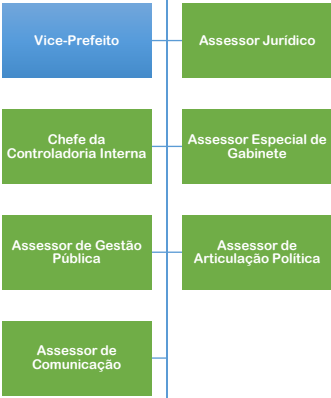 Vice-Prefeito
Assessor Jurídico
Chefe da
Controladoria Interna
Assessor Especial de
Gabinete
Assessor de Gestão
Pública
Assessor de
Articulação Política
Assessor de
Comunicação